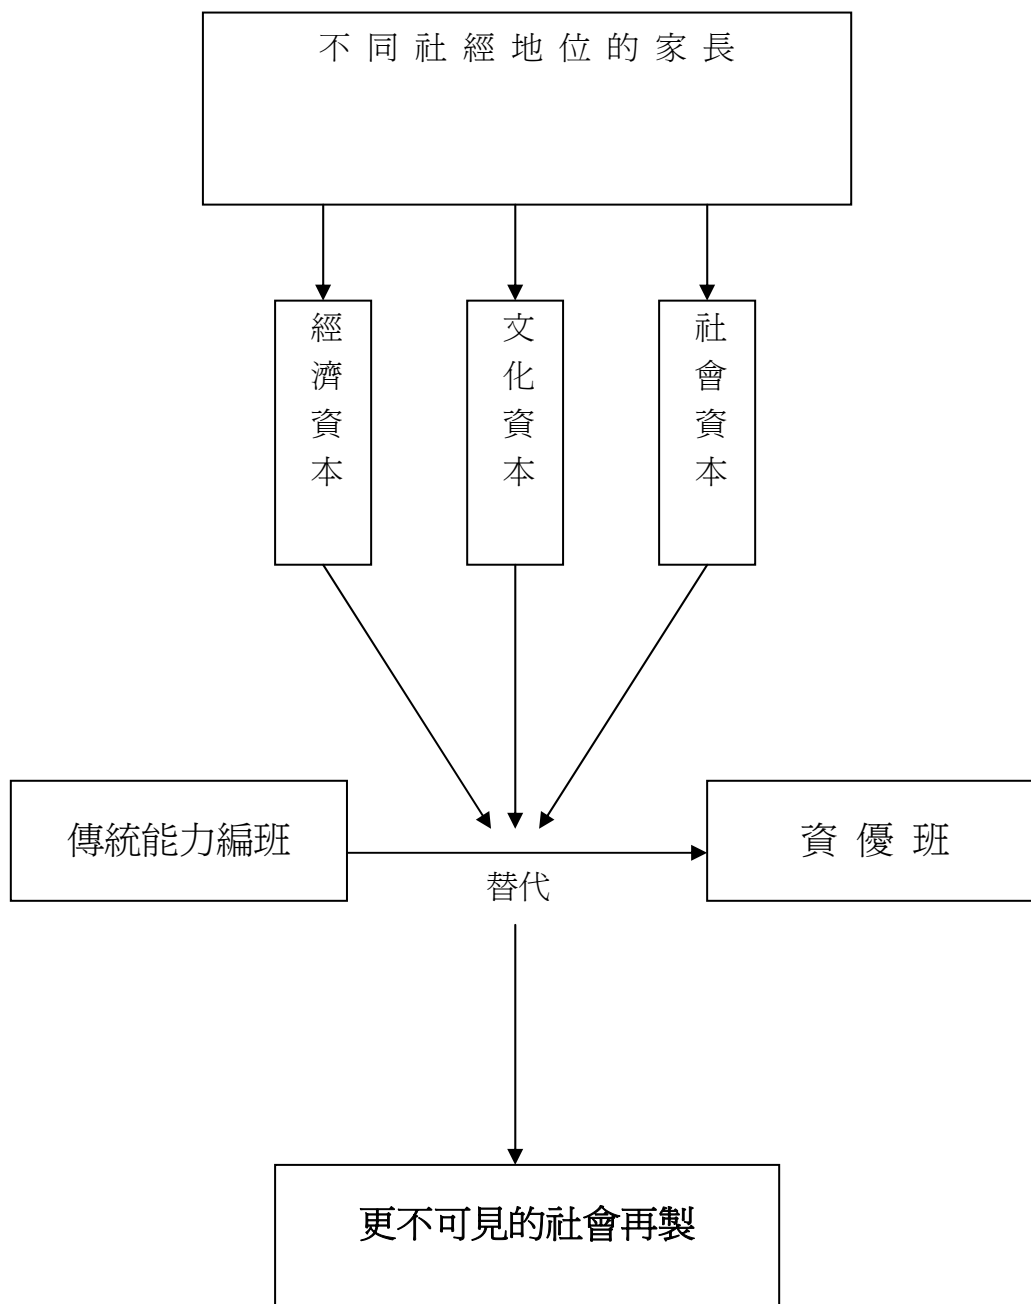 不同社經地位的家長
經濟資本
文化資本
社會資本
傳統能力編班
替代
資優班
更不可見的社會再製